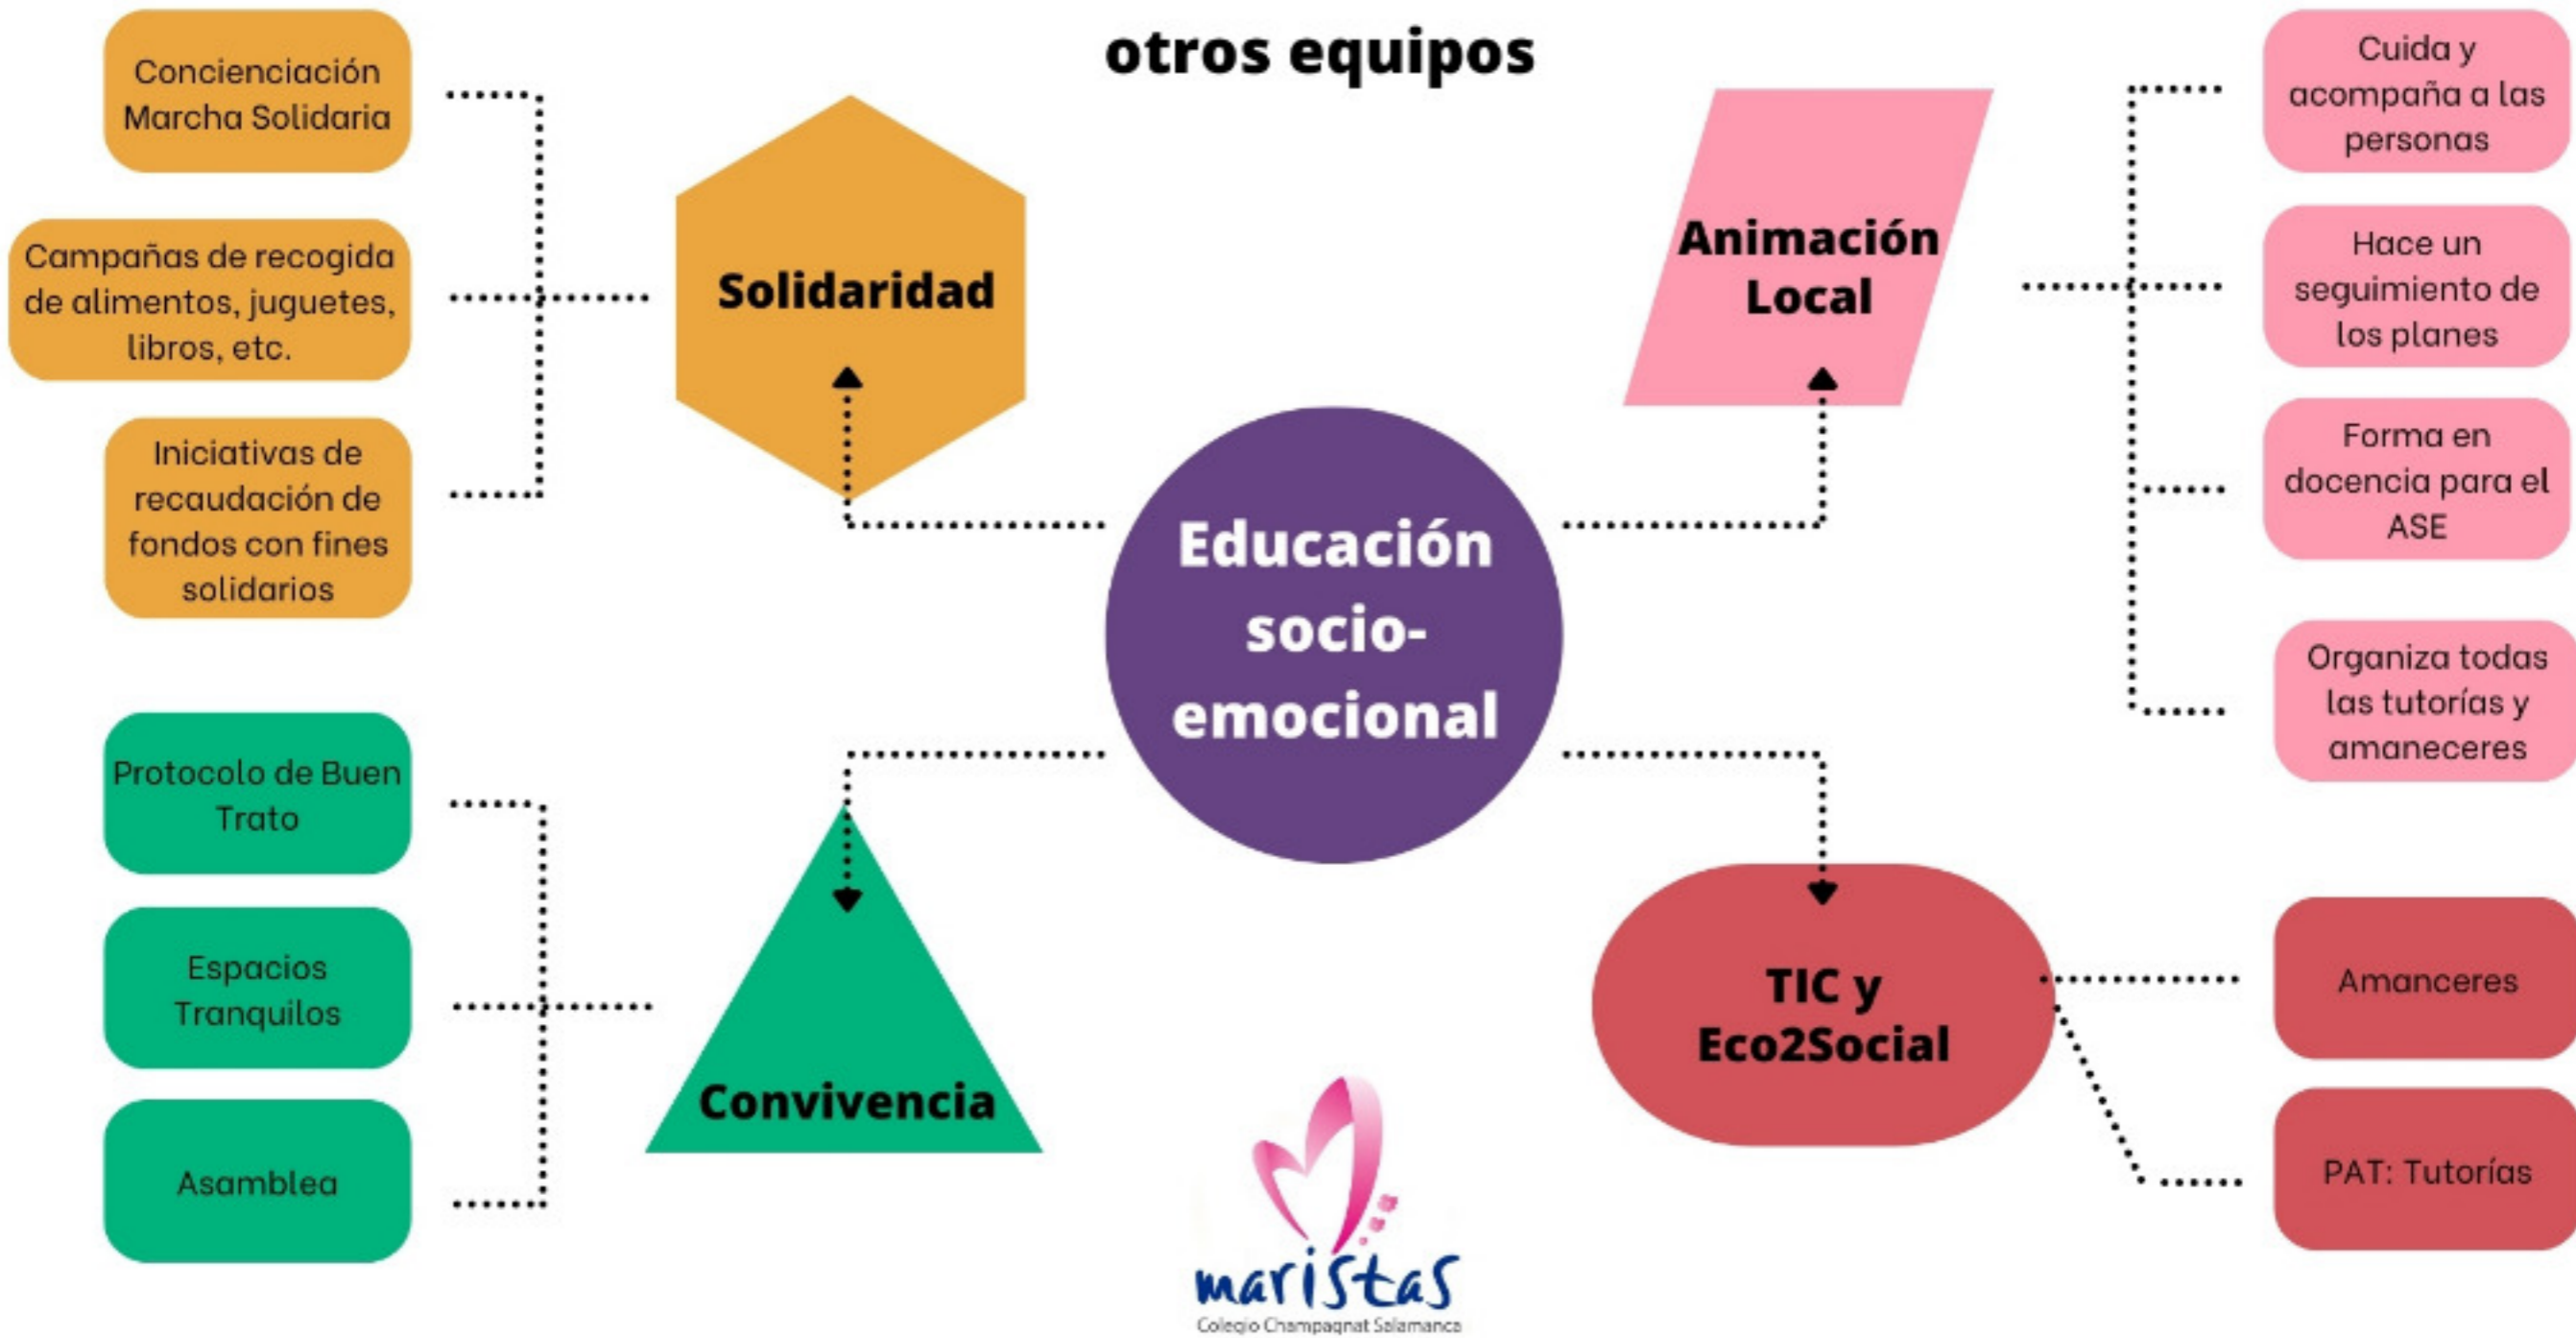 otros equipos
Concienciación
Marcha Solidaria
Campañas de recogida
de alimentos, juguetes,
libros, etc.
Iniciativas de
recaudación de
fondos con fines
solidarios
Solidaridad
Animación
Local
Cuida y
acompaña a las
personas
Hace un
seguimiento de
los planes
Forma en
docencia para el
ASE
Organiza todas
las tutorías y
amaneceres
Educación
socio-
emocional
Protocolo de Buen
Trato
Espacios
Tranquilos
Asamblea
Convivencia
TIC y
Eco2Social
Amanceres
PAT: Tutorías
maristas
Colegio Champagnat Salamanca